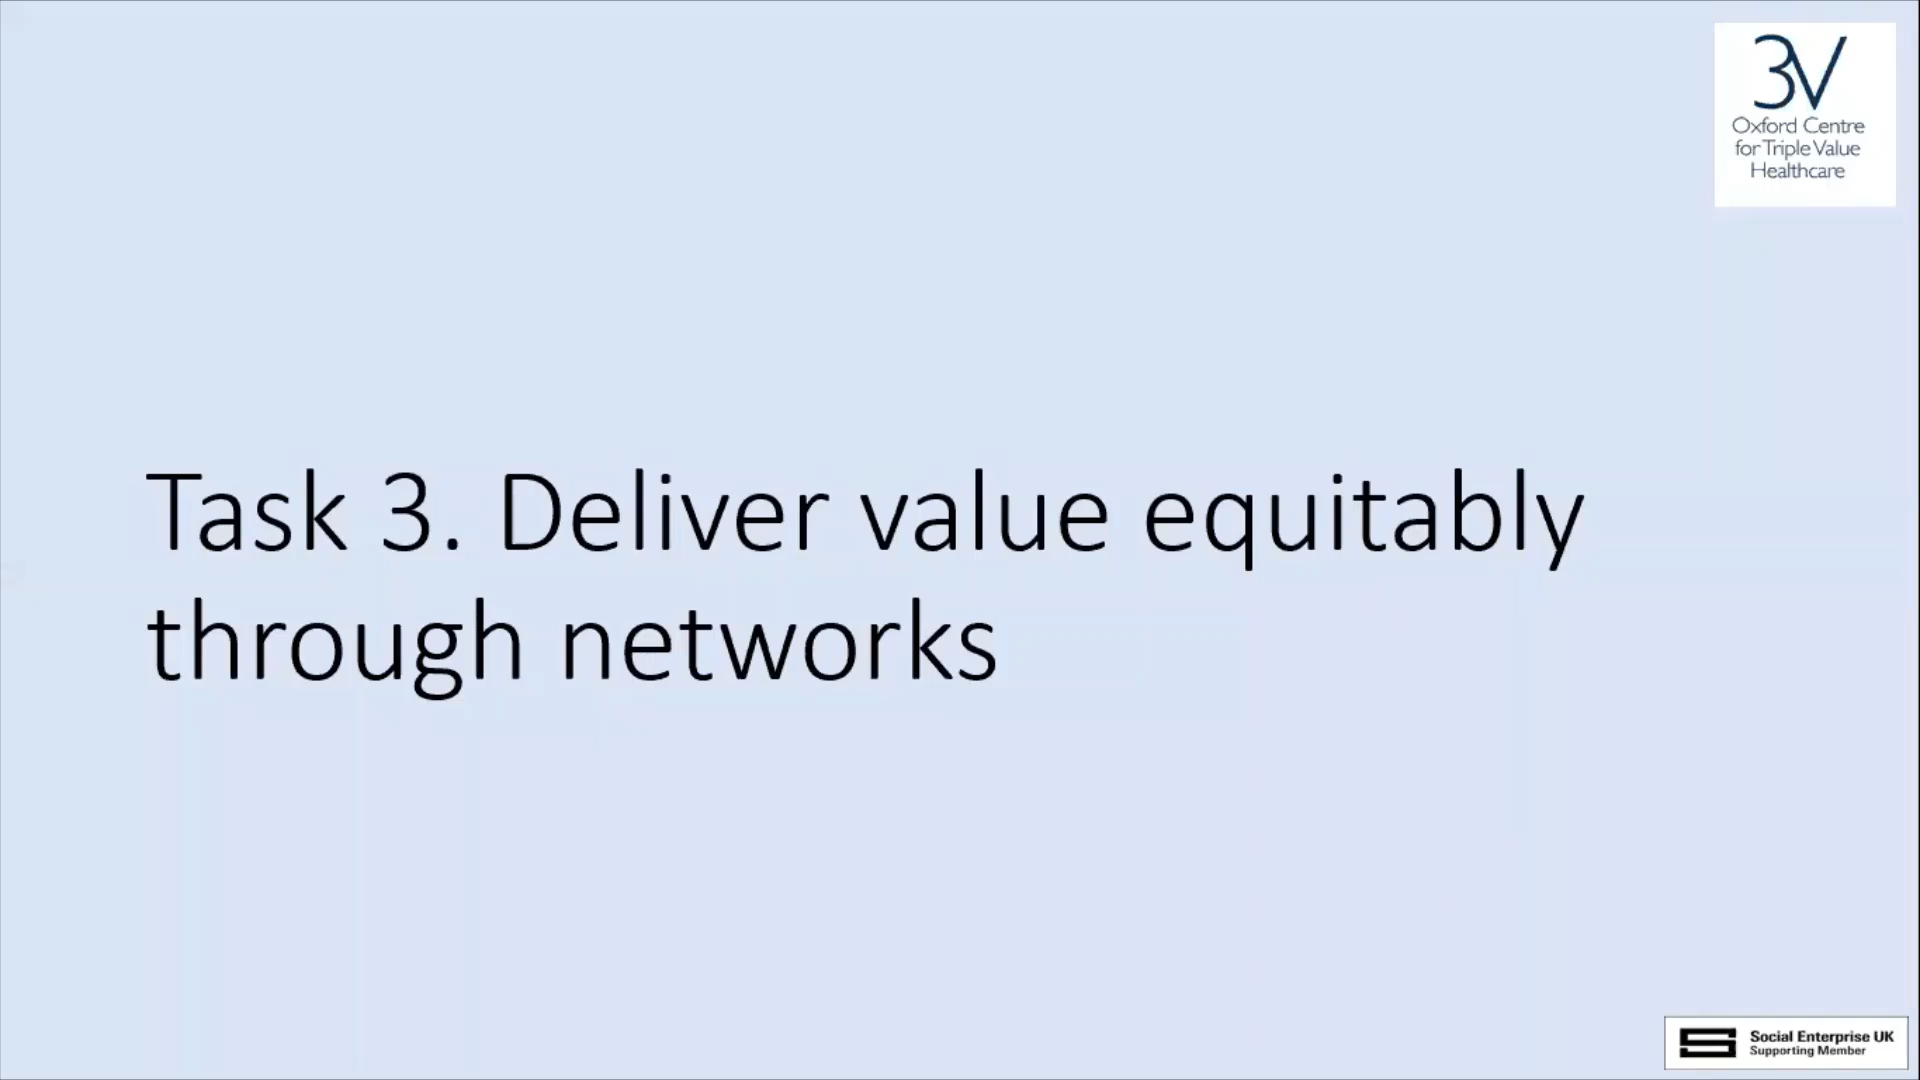 3V
Oxford Centre
for Triple Value
Healthcare
Task 3. Deliver value equitably
through networks
Social Enterprise UK
Supporting Member